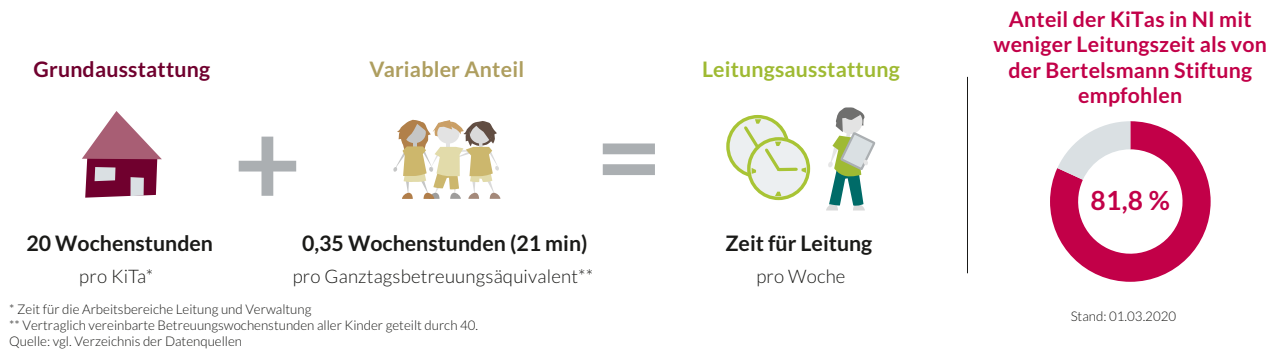 Grundausstattung
20 Wochenstunden
pro KiTa*
Variabler Anteil
0,35 Wochenstunden (21 min)
pro Ganztagsbetreuungsäquivalent**
Leitungsausstattung
Zeit für Leitung
pro Woche
Anteil der KiTas in NI mit
weniger Leitungszeit als von
der Bertelsmann Stiftung
empfohlen
81,8 %
Stand: 01.03.2020
* Zeit für die Arbeitsbereiche Leitung und Verwaltung
** Vertraglich vereinbarte Betreuungswochenstunden aller Kinder geteilt durch 40.
Quelle: vgl. Verzeichnis der Datenquellen